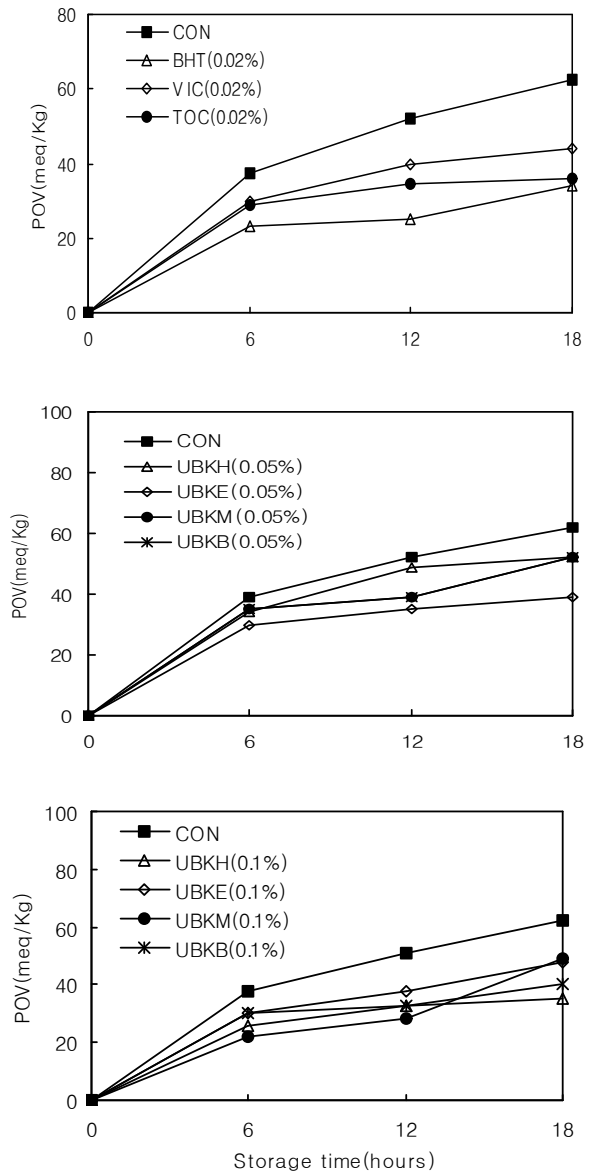 80
60
40
20
0
POV(meq/Kg)
CON
BHT(0.02%)
VIC(0.02%)
TOC(0.02%)
0 6 12 18
100
80
60
40
20
0
POV(meq/Kg)
CON
UBKH(0.05%)
UBKE(0.05%)
UBKM(0.05%)
UBKB(0.05%)
0 6 12 18
100
80
60
40
20
0
POV(meq/Kg)
CON
UBKH(0.1%)
UBKE(0.1%)
UBKM(0.1%)
UBKB(0.1%)
0 6 12 18
Storage time(hours)